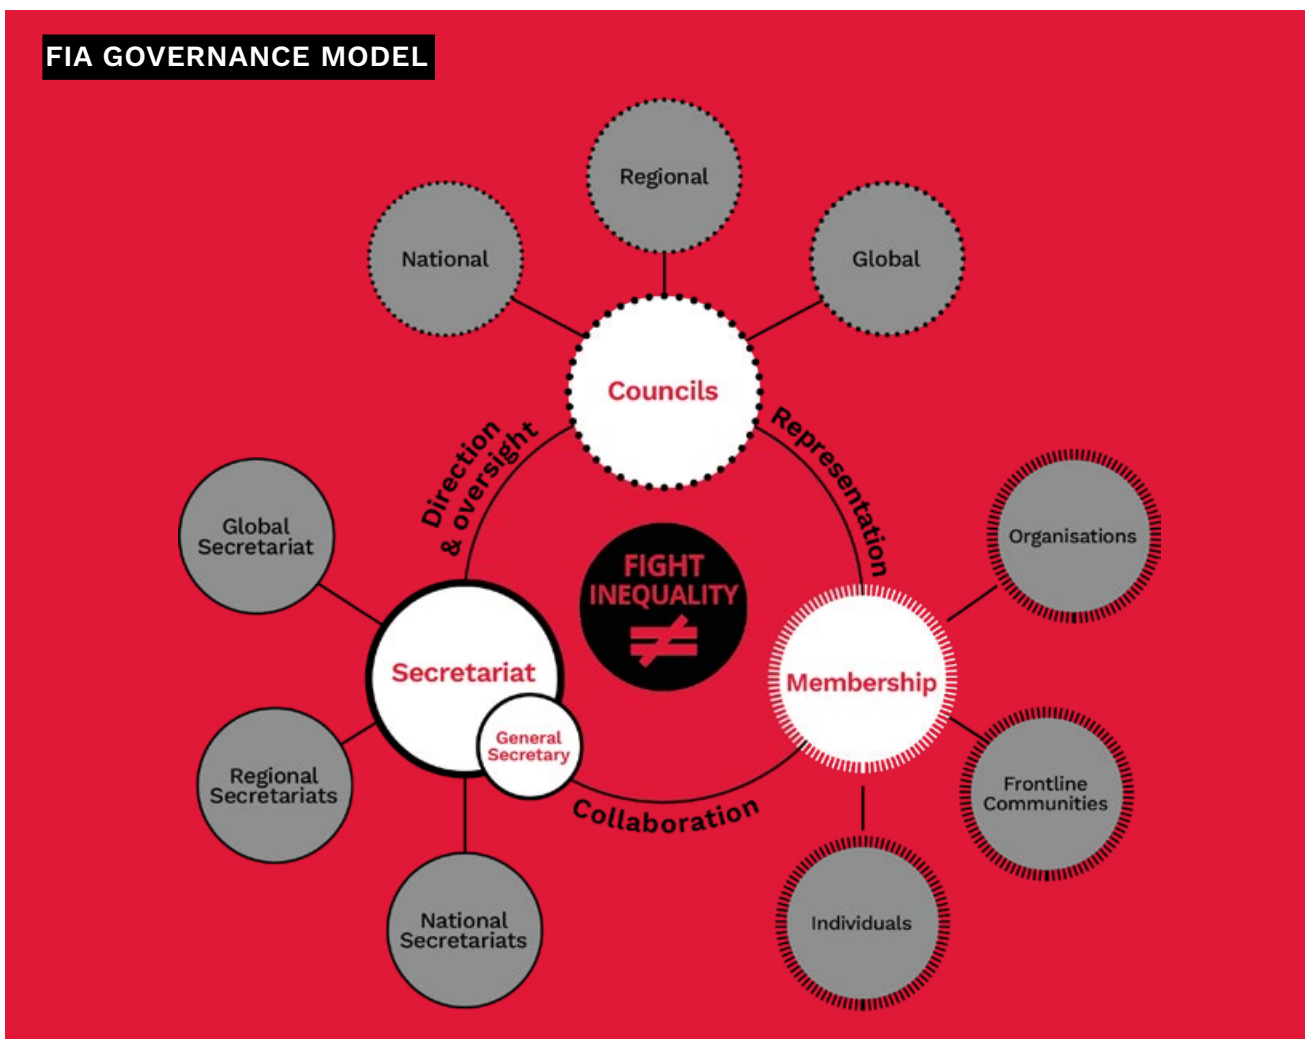 FIA GOVERNANCE MODEL
Regional
National
Global
Councils
Direction
& oversight
Representation
Global
Secretariat
FIGHT
INEQUALITY
≠
Organisations
Secretariat
Membership
General
Secretary
Regional
Secretariats
Frontline
Communities
Collaboration
National
Secretariats
Individuals